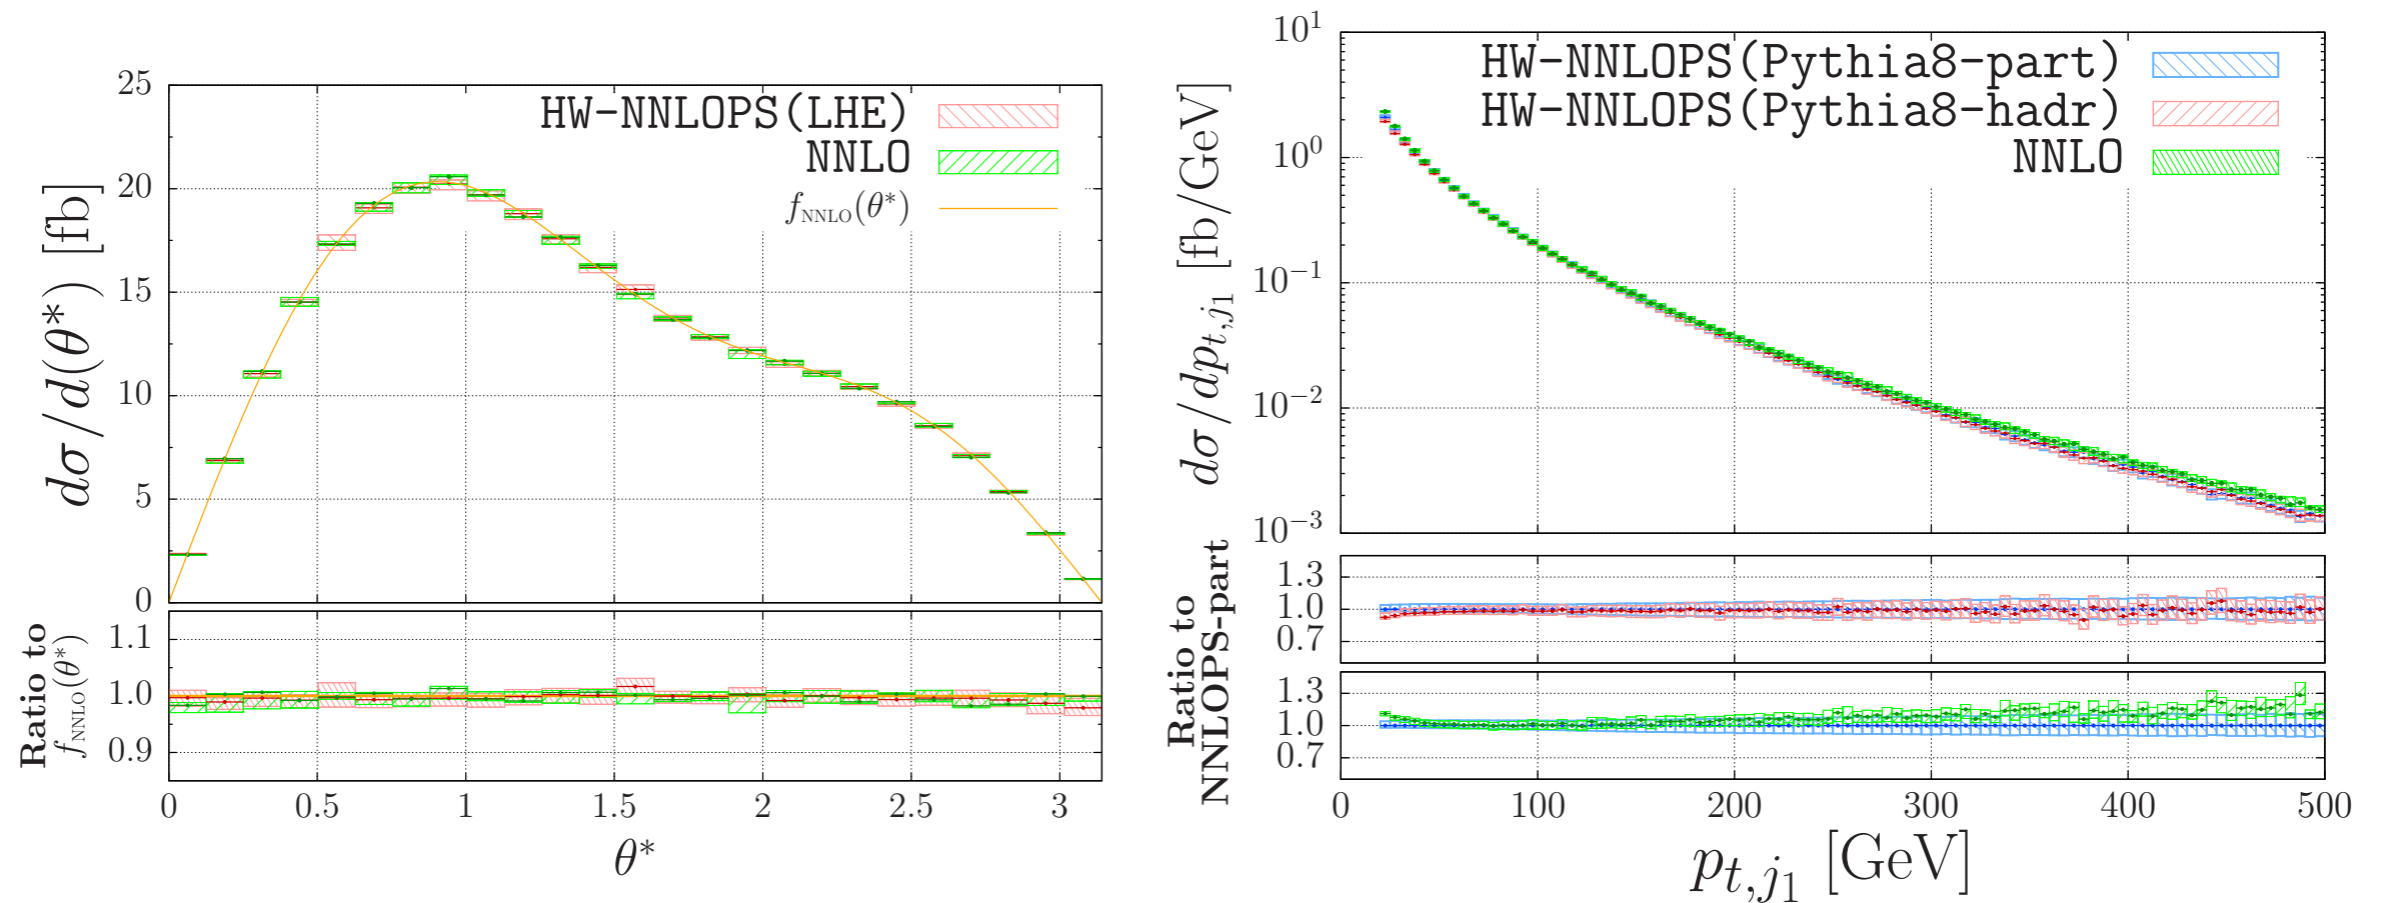 25
20
15
10
5
0
dσ/d(θ*) [fb]
HW-NNLOPS(LHE)
NNLO
f_NNLO(θ*)
1.1
1.0
0.9
Ratio to
f_NNLO(θ*)
0 0.5 1 1.5 2 2.5 3
θ*
10^1
10^0
10^−1
10^−2
10^−3
dσ/dp_{t,j_1} [fb/GeV]
HW-NNLOPS(Pythia8-part)
HW-NNLOPS(Pythia8-hadr)
NNLO
1.3
1.0
0.7
1.3
1.0
0.7
Ratio to
NNLOPS-part
0 100 200 300 400 500
p_{t,j_1} [GeV]